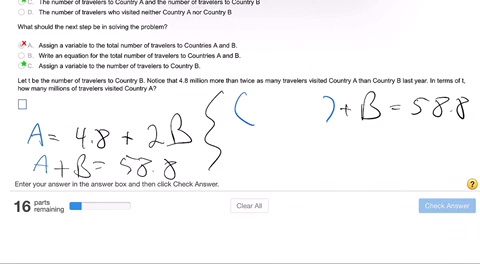 C. The number of travelers to Country A and the number of travelers to Country B
D. The number of travelers who visited neither Country A nor Country B
What should the next step be in solving the problem?
A. Assign a variable to the total number of travelers to Countries A and B.
B. Write an equation for the total number of travelers to Countries A and B.
C. Assign a variable to the number of travelers to Country B.
Let t be the number of travelers to Country B. Notice that 4.8 million more than twice as many travelers visited Country A than Country B last year. In terms of t,
how many millions of travelers visited Country A?
( ) + B = 58.8
A = 4.8 + 2B
A + B = 58.8
Enter your answer in the answer box and then click Check Answer.
?
16 parts
remaining
Clear All
Check Answer